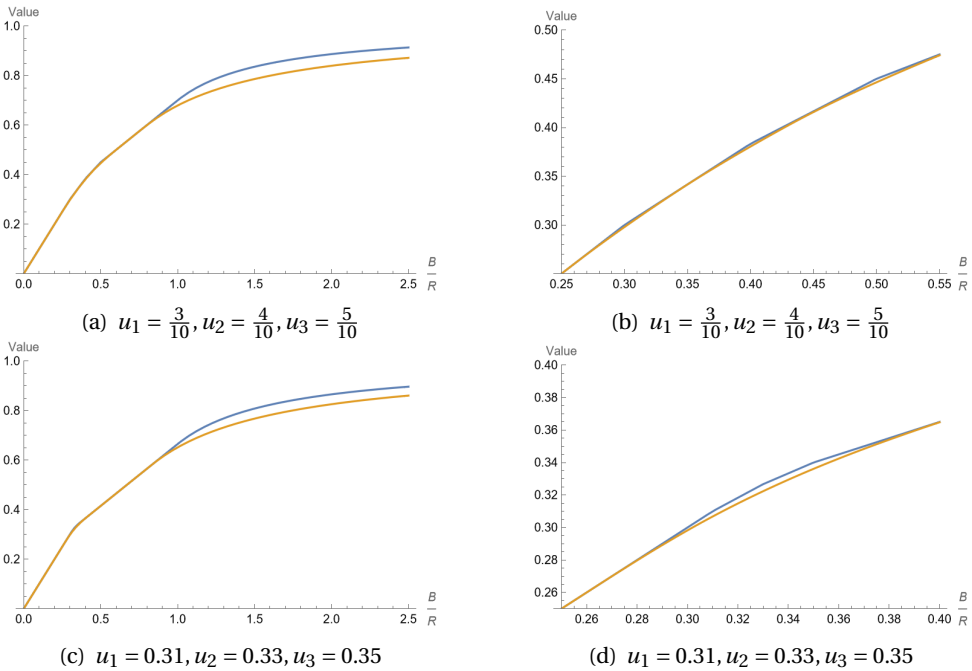 Value
1.0
0.8
0.6
0.4
0.2
0.0 0.5 1.0 1.5 2.0 2.5
B/R
(a) u₁ = 3/10, u₂ = 4/10, u₃ = 5/10
Value
0.50
0.45
0.40
0.35
0.30
0.25 0.30 0.35 0.40 0.45 0.50 0.55
B/R
(b) u₁ = 3/10, u₂ = 4/10, u₃ = 5/10
Value
1.0
0.8
0.6
0.4
0.2
0.0 0.5 1.0 1.5 2.0 2.5
B/R
(c) u₁ = 0.31, u₂ = 0.33, u₃ = 0.35
Value
0.40
0.38
0.36
0.34
0.32
0.30
0.28
0.26
0.26 0.28 0.30 0.32 0.34 0.36 0.38 0.40
B/R
(d) u₁ = 0.31, u₂ = 0.33, u₃ = 0.35